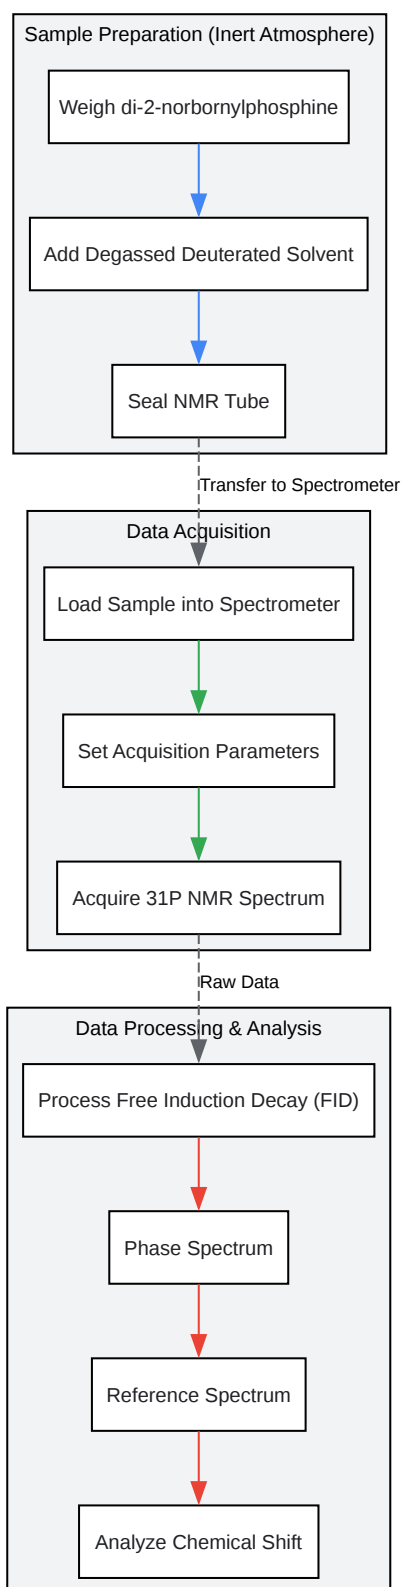 Sample Preparation (Inert Atmosphere)
Weigh di-2-norbornylphosphine
Add Degassed Deuterated Solvent
Seal NMR Tube
Transfer to Spectrometer
Data Acquisition
Load Sample into Spectrometer
Set Acquisition Parameters
Acquire 31P NMR Spectrum
Raw Data
Data Processing & Analysis
Process Free Induction Decay (FID)
Phase Spectrum
Reference Spectrum
Analyze Chemical Shift